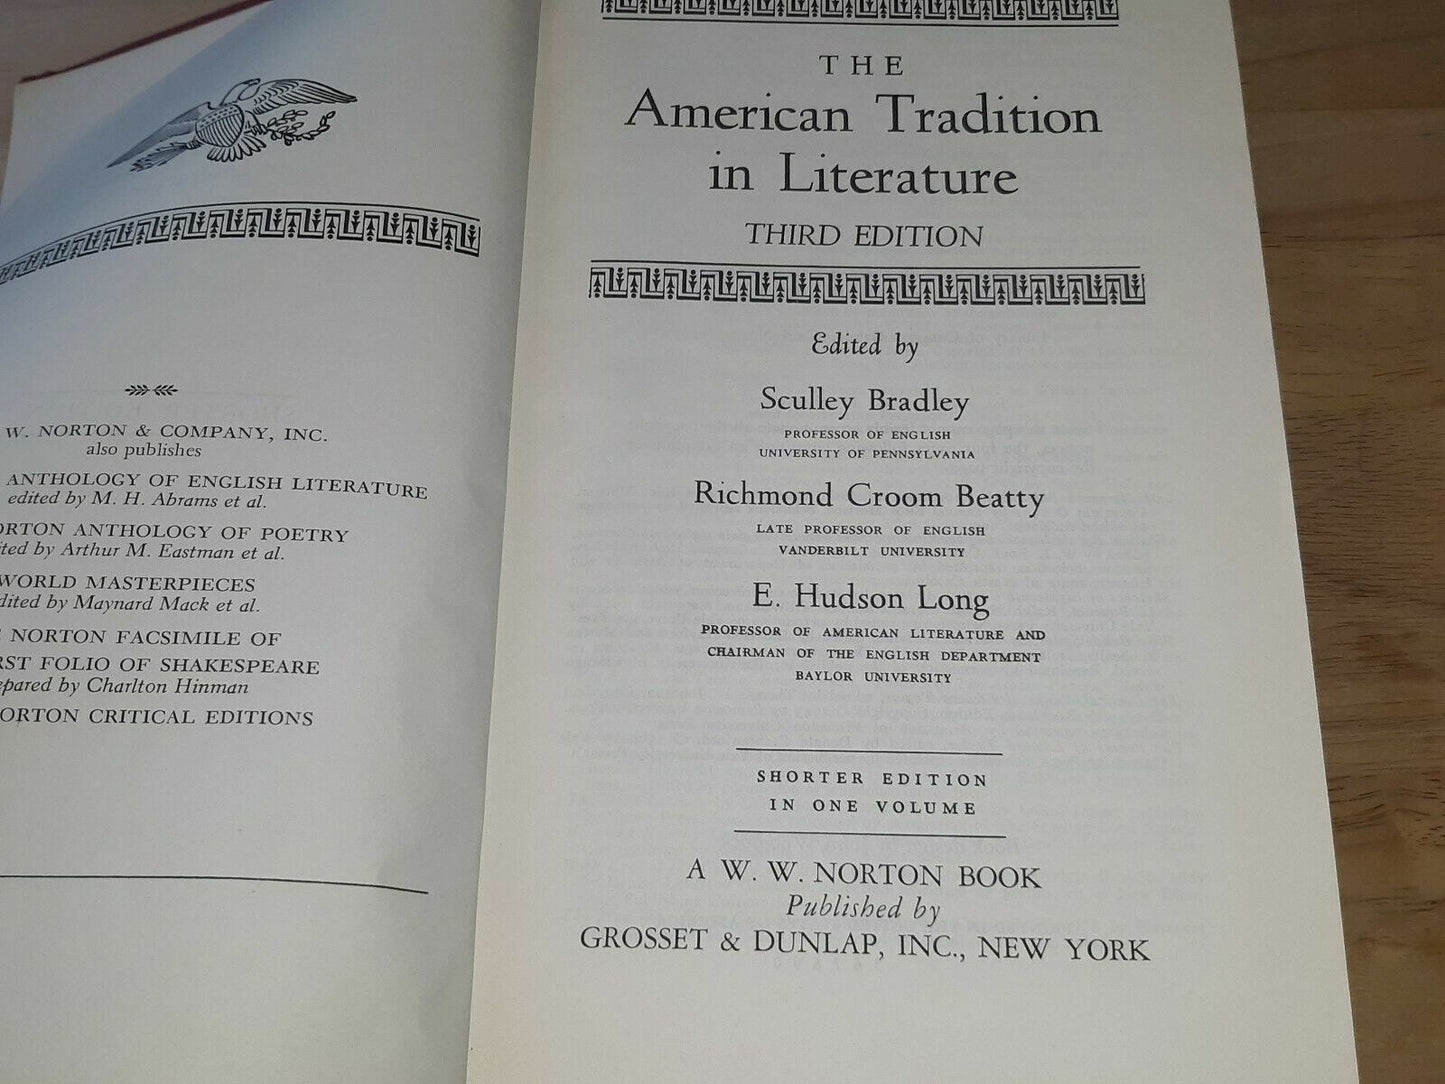 W. NORTON & COMPANY, INC.
also publishes
ANTHOLOGY OF ENGLISH LITERATURE
edited by M. H. Abrams et al.
ORTON ANTHOLOGY OF POETRY
ited by Arthur M. Eastman et al.
WORLD MASTERPIECES
dited by Maynard Mack et al.
E NORTON FACSIMILE OF
RST FOLIO OF SHAKESPEARE
epared by Charlton Hinman
ORTON CRITICAL EDITIONS
THE
American Tradition
in Literature
THIRD EDITION
Edited by
Sculley Bradley
PROFESSOR OF ENGLISH
UNIVERSITY OF PENNSYLVANIA
Richmond Croom Beatty
LATE PROFESSOR OF ENGLISH
VANDERBILT UNIVERSITY
E. Hudson Long
PROFESSOR OF AMERICAN LITERATURE AND
CHAIRMAN OF THE ENGLISH DEPARTMENT
BAYLOR UNIVERSITY
SHORTER EDITION
IN ONE VOLUME
A W. W. NORTON BOOK
Published by
GROSSET & DUNLAP, INC., NEW YORK